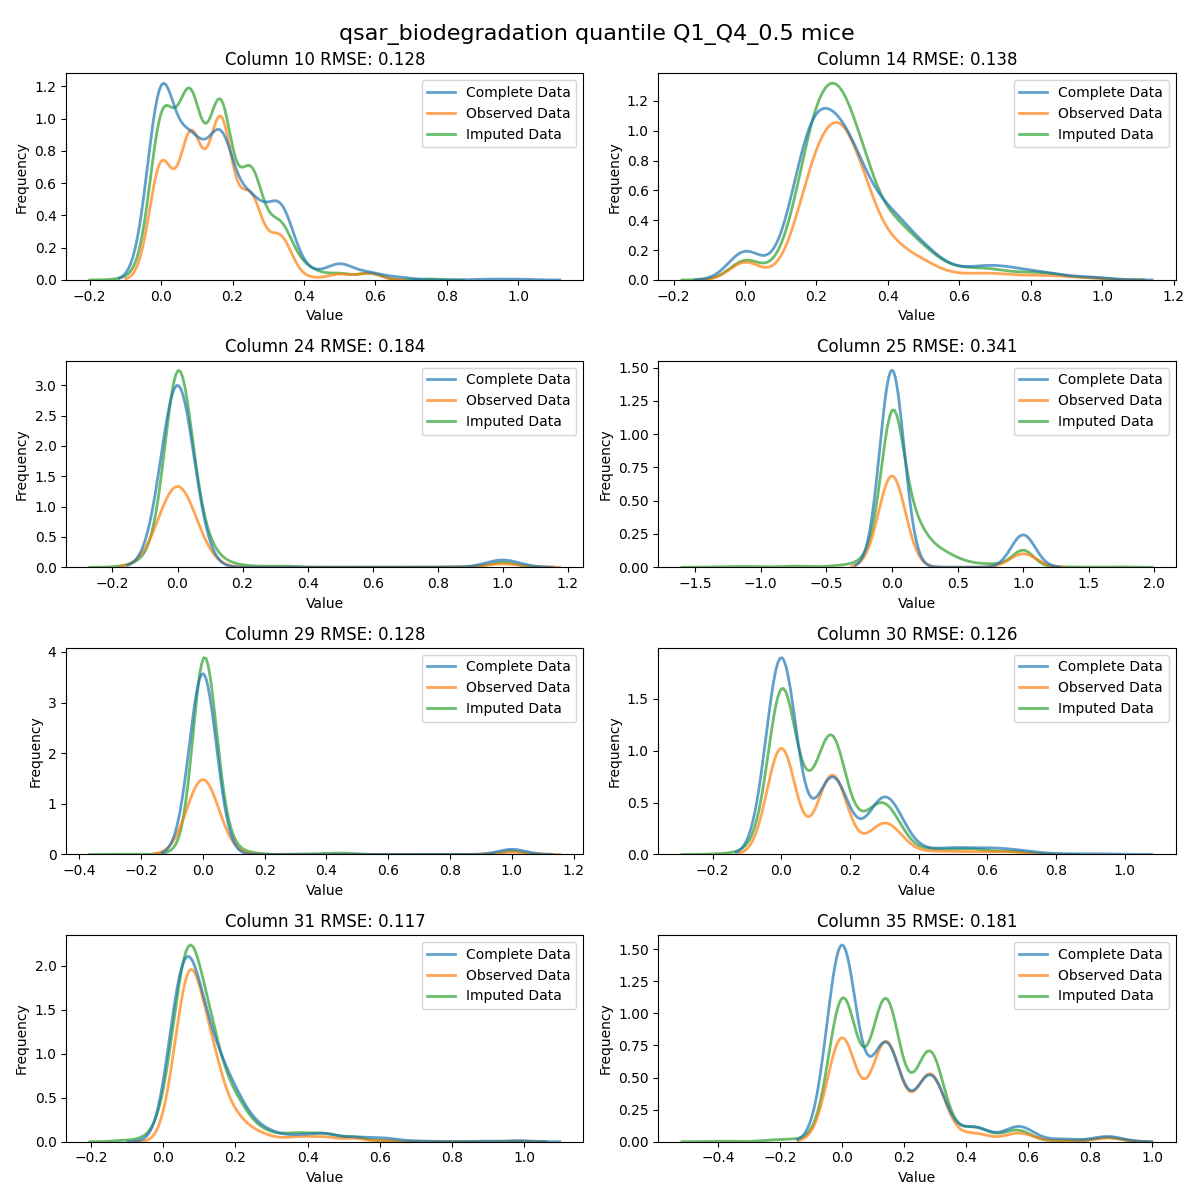 qsar_biodegradation quantile Q1_Q4_0.5 mice
Column 10 RMSE: 0.128
Frequency
1.2
1.0
0.8
0.6
0.4
0.2
0.0
−0.2 0.0 0.2 0.4 0.6 0.8 1.0
Value
Complete Data
Observed Data
Imputed Data
Column 14 RMSE: 0.138
Frequency
1.2
1.0
0.8
0.6
0.4
0.2
0.0
−0.2 0.0 0.2 0.4 0.6 0.8 1.0 1.2
Value
Complete Data
Observed Data
Imputed Data
Column 24 RMSE: 0.184
Frequency
3.0
2.5
2.0
1.5
1.0
0.5
0.0
−0.2 0.0 0.2 0.4 0.6 0.8 1.0 1.2
Value
Complete Data
Observed Data
Imputed Data
Column 25 RMSE: 0.341
Frequency
1.50
1.25
1.00
0.75
0.50
0.25
0.00
−1.5 −1.0 −0.5 0.0 0.5 1.0 1.5 2.0
Value
Complete Data
Observed Data
Imputed Data
Column 29 RMSE: 0.128
Frequency
4
3
2
1
0
−0.4 −0.2 0.0 0.2 0.4 0.6 0.8 1.0 1.2
Value
Complete Data
Observed Data
Imputed Data
Column 30 RMSE: 0.126
Frequency
1.5
1.0
0.5
0.0
−0.2 0.0 0.2 0.4 0.6 0.8 1.0
Value
Complete Data
Observed Data
Imputed Data
Column 31 RMSE: 0.117
Frequency
2.0
1.5
1.0
0.5
0.0
−0.2 0.0 0.2 0.4 0.6 0.8 1.0
Value
Complete Data
Observed Data
Imputed Data
Column 35 RMSE: 0.181
Frequency
1.50
1.25
1.00
0.75
0.50
0.25
0.00
−0.4 −0.2 0.0 0.2 0.4 0.6 0.8 1.0
Value
Complete Data
Observed Data
Imputed Data